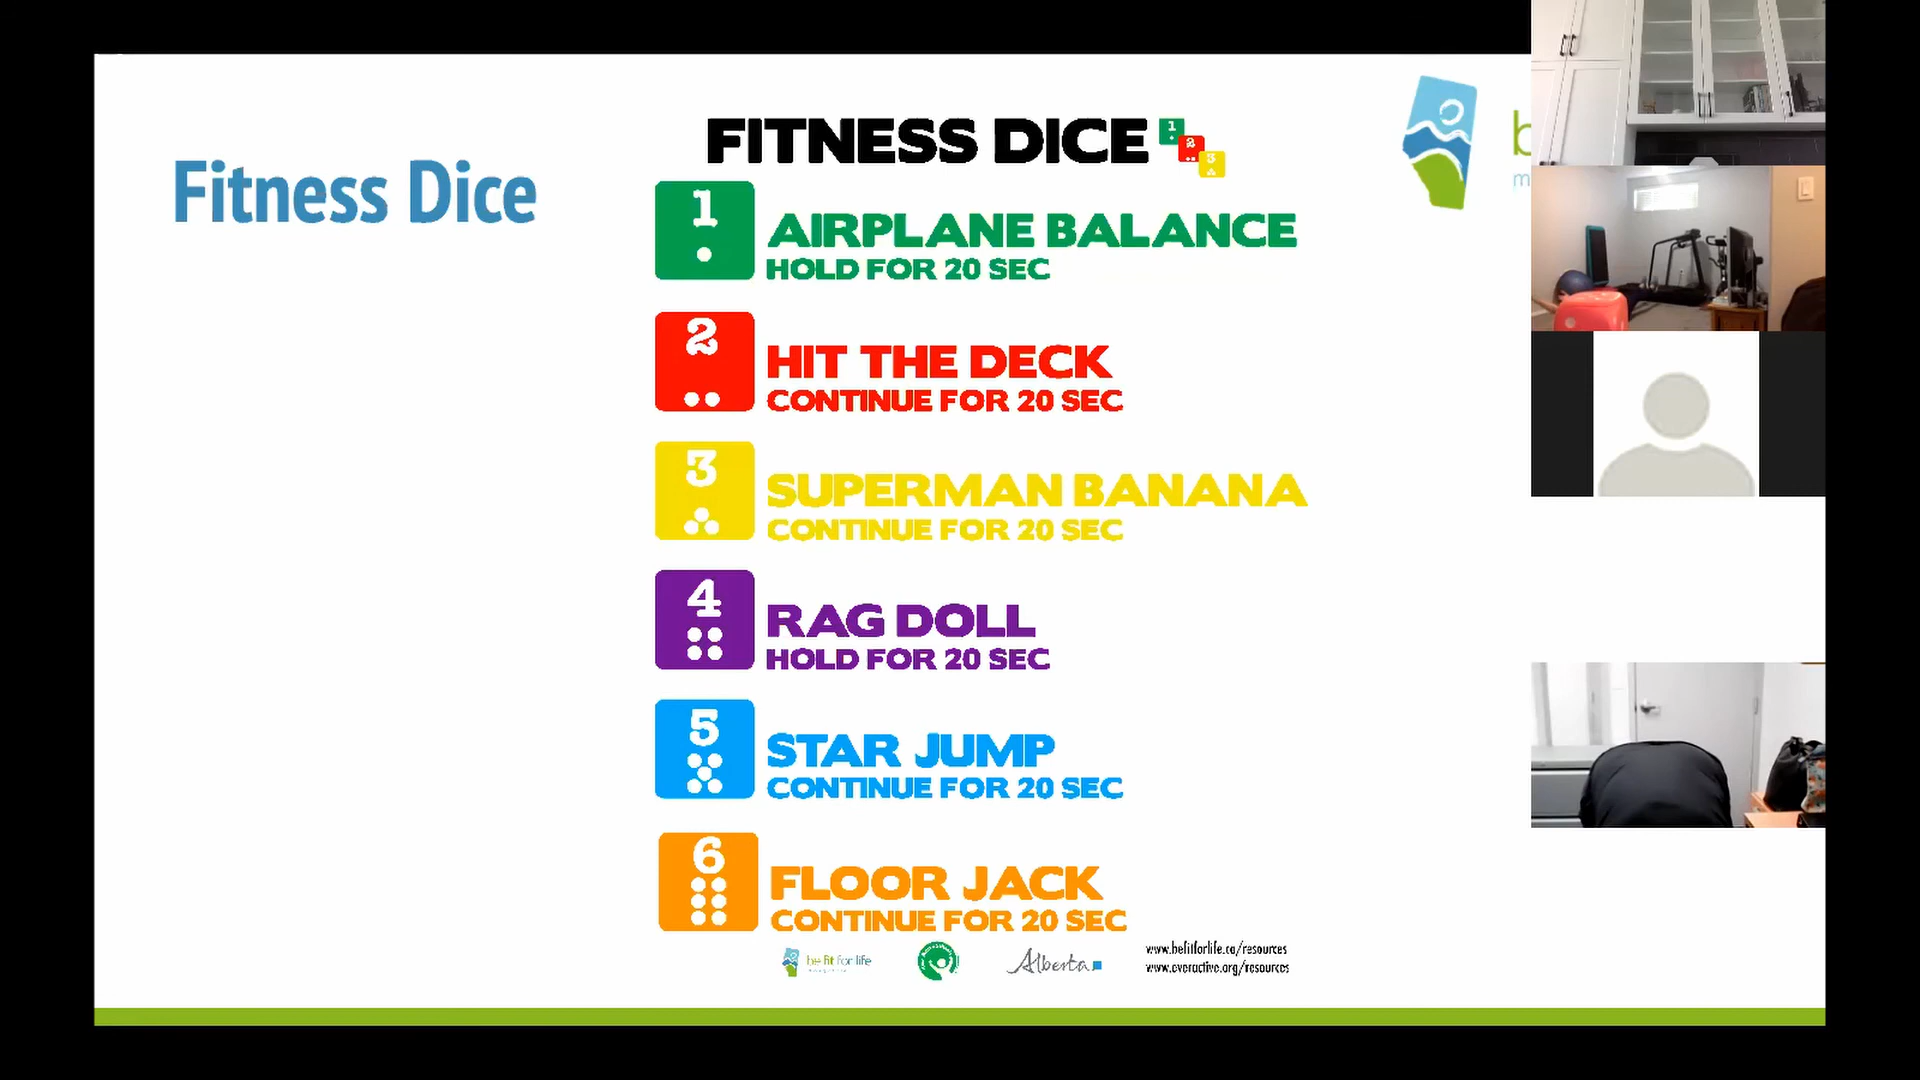 Fitness Dice
FITNESS DICE
1
2
3
1
AIRPLANE BALANCE
HOLD FOR 20 SEC
2
HIT THE DECK
CONTINUE FOR 20 SEC
3
SUPERMAN BANANA
CONTINUE FOR 20 SEC
4
RAG DOLL
HOLD FOR 20 SEC
5
STAR JUMP
CONTINUE FOR 20 SEC
6
FLOOR JACK
CONTINUE FOR 20 SEC
be fit for life
Alberta
www.befitforlife.ca/resources
www.everactive.org/resources